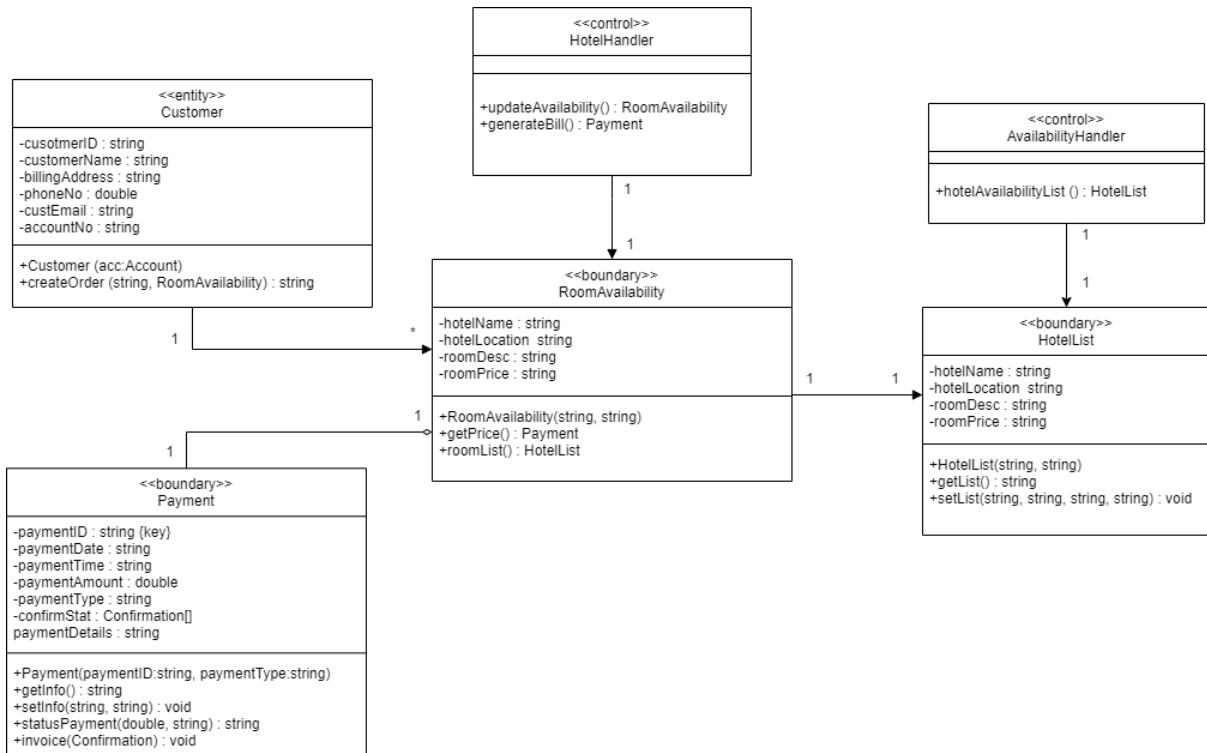 <<control>>
HotelHandler
+updateAvailability() : RoomAvailability
+generateBill() : Payment
<<entity>>
Customer
-cusotmerID : string
-customerName : string
-billingAddress : string
-phoneNo : double
-custEmail : string
-accountNo : string
+Customer (acc:Account)
+createOrder (string, RoomAvailability) : string
<<control>>
AvailabilityHandler
+hotelAvailabilityList () : HotelList
1
1
1
1
1
*
<<boundary>>
RoomAvailability
-hotelName : string
-hotelLocation string
-roomDesc : string
-roomPrice : string
+RoomAvailability(string, string)
+getPrice() : Payment
+roomList() : HotelList
1
1
<<boundary>>
HotelList
-hotelName : string
-hotelLocation string
-roomDesc : string
-roomPrice : string
+HotelList(string, string)
+getList() : string
+setList(string, string, string, string) : void
1
1
<<boundary>>
Payment
-paymentID : string {key}
-paymentDate : string
-paymentTime : string
-paymentAmount : double
-paymentType : string
-confirmStat : Confirmation[]
paymentDetails : string
+Payment(paymentID:string, paymentType:string)
+getInfo() : string
+setInfo(string, string) : void
+statusPayment(double, string) : string
+invoice(Confirmation) : void